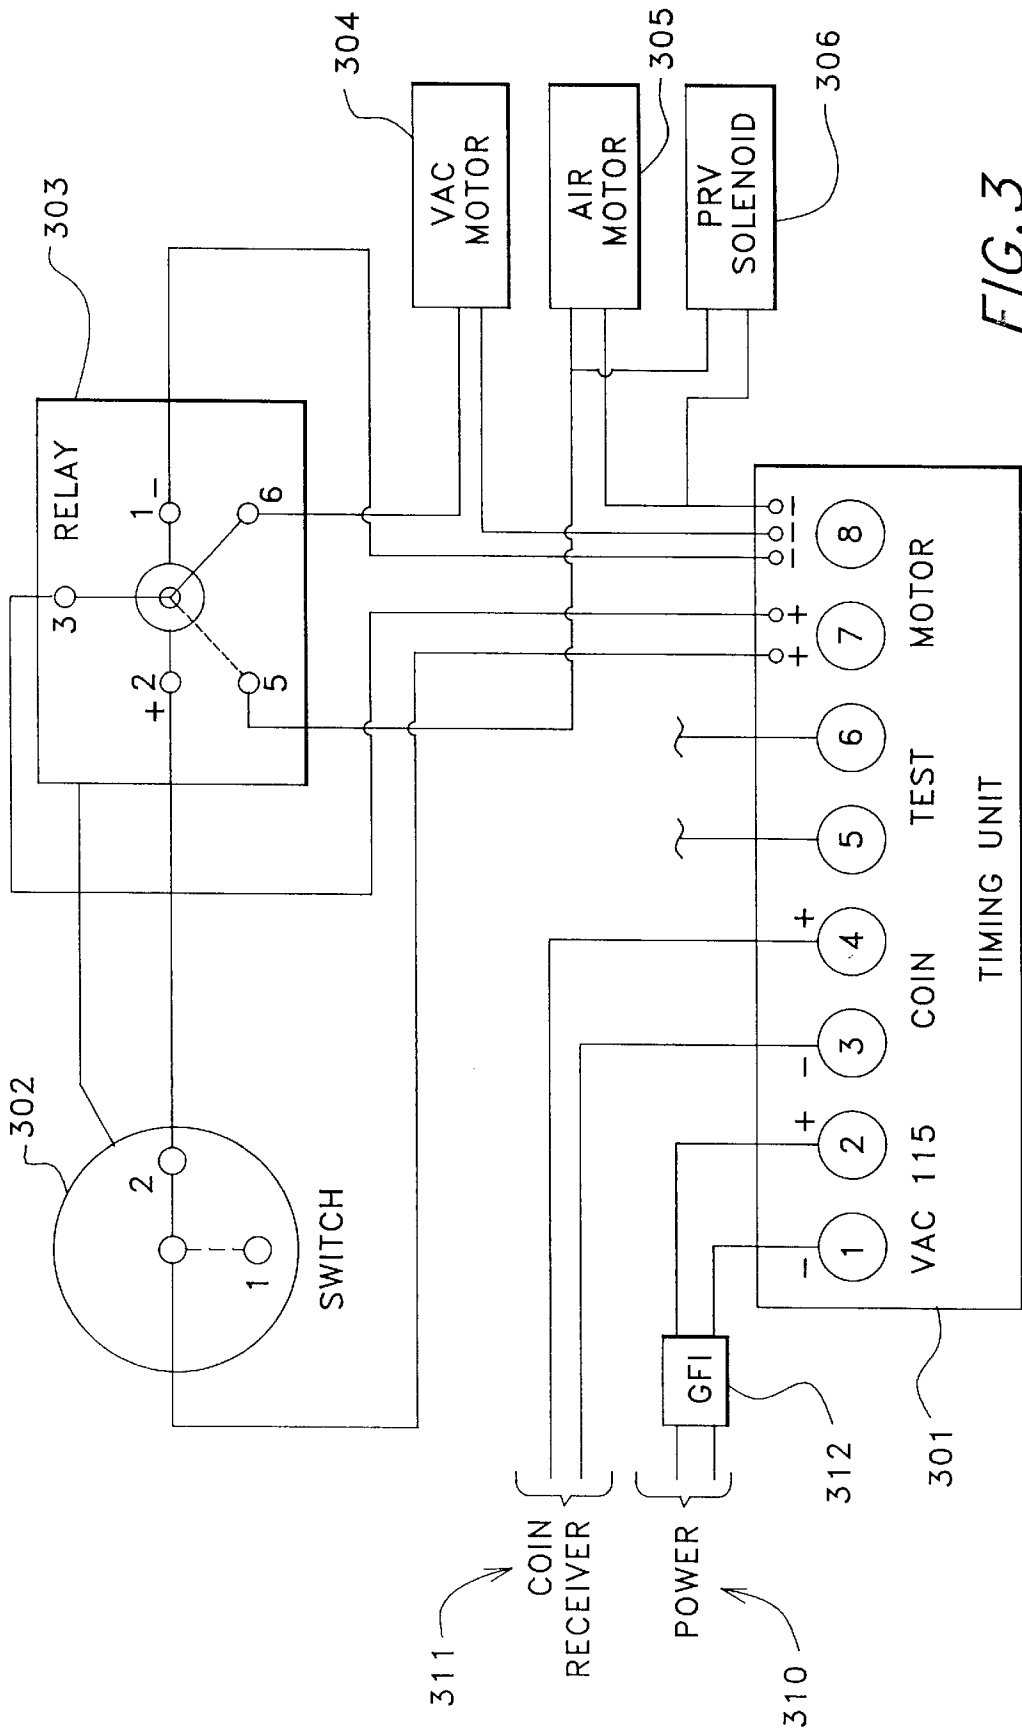 302
2
1
SWITCH
303
RELAY
3
1 -
+ 2
6
5
304
VAC
MOTOR
305
AIR
MOTOR
306
PRV
SOLENOID
311
COIN
RECEIVER
310
POWER
312
GFI
301
- + - + + + - - -
1 2 3 4 5 6 7 8
VAC 115 COIN TEST MOTOR
TIMING UNIT
FIG. 3